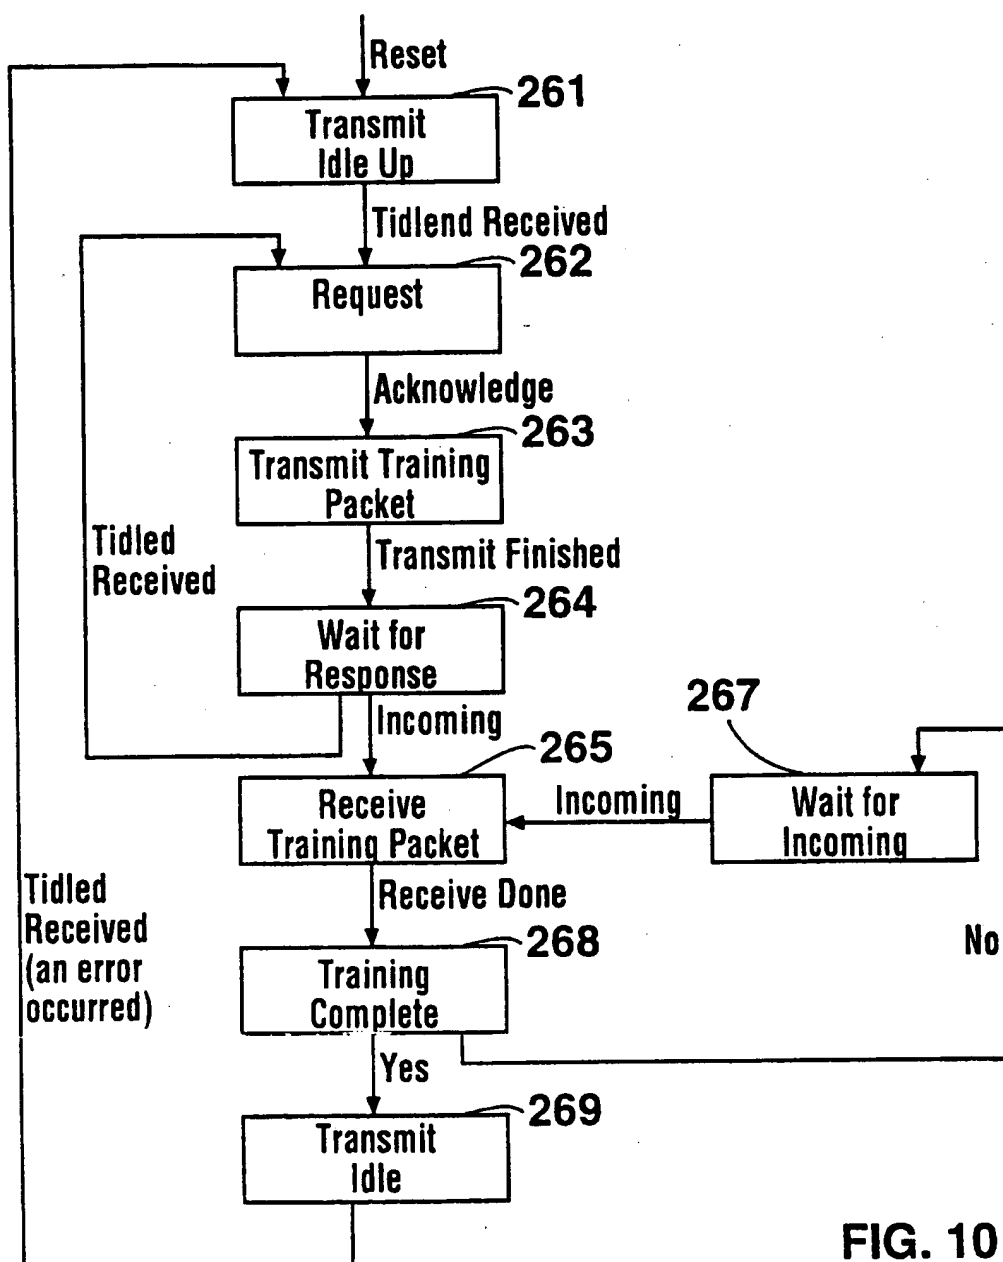 Reset
261
Transmit
Idle Up
Tidlend Received
262
Request
Acknowledge
263
Transmit Training
Packet
Tidled
Received
Transmit Finished
264
Wait for
Response
Incoming
265
Receive
Training Packet
Incoming
267
Wait for
Incoming
Tidled
Received
(an error
occurred)
Receive Done
268
Training
Complete
No
Yes
269
Transmit
Idle
FIG. 10